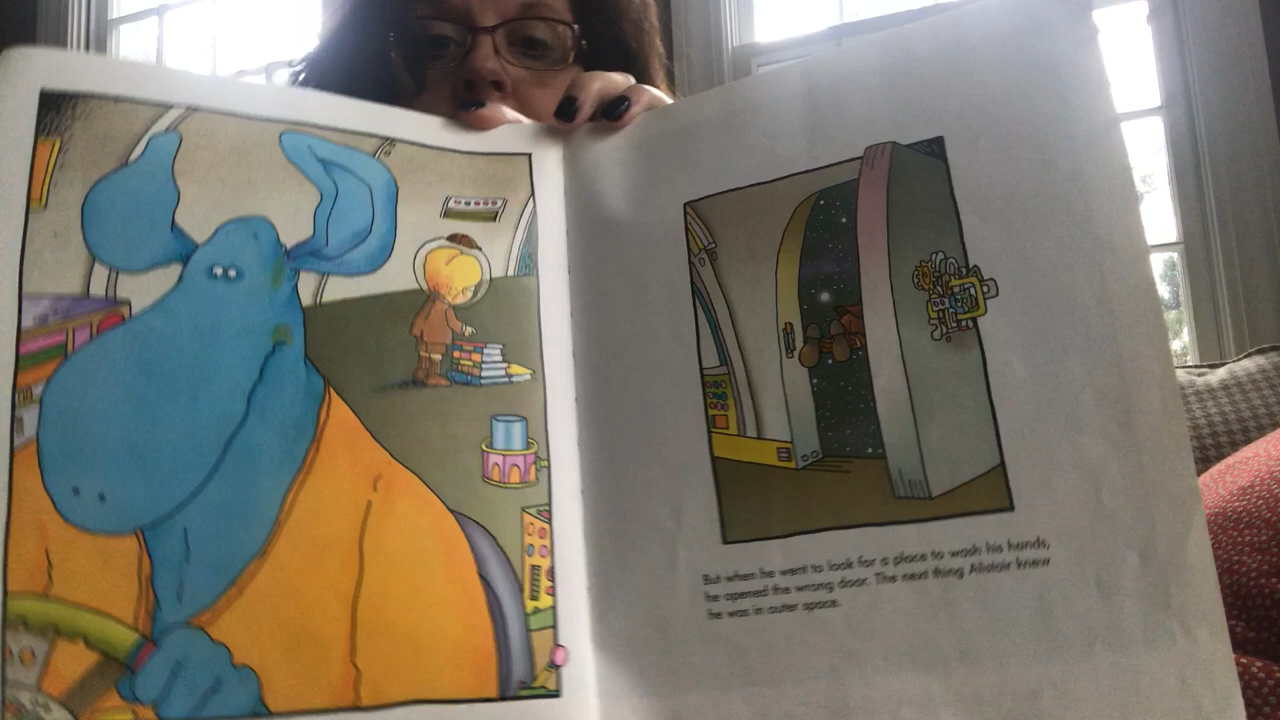 But when he went to look for a place to wash his hands,
he opened the wrong door. The next thing Alistair knew
he was in outer space.